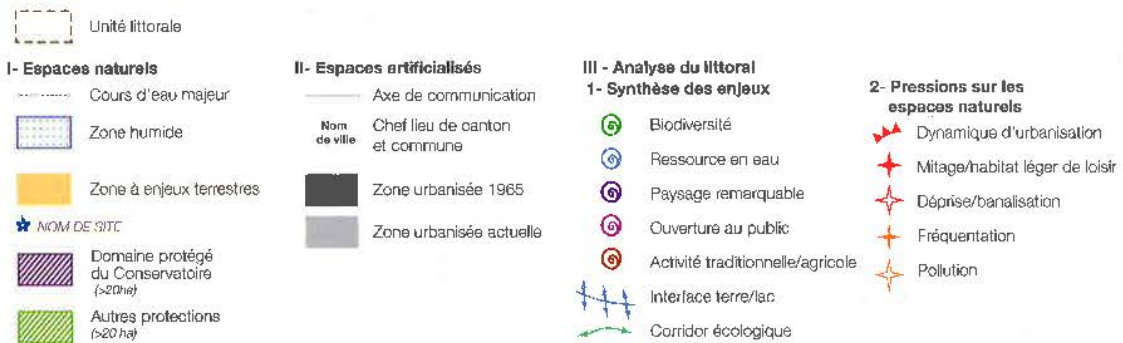 Unité littorale
I- Espaces naturels
Cours d'eau majeur
Zone humide
Zone à enjeux terrestres
NOM DE SITE
Domaine protégé
du Conservatoire
(>20ha)
Autres protections
(>20 ha)
II- Espaces artificialisés
Axe de communication
Nom
de ville
Chef lieu de canton
et commune
Zone urbanisée 1965
Zone urbanisée actuelle
III - Analyse du littoral
1- Synthèse des enjeux
Biodiversité
Ressource en eau
Paysage remarquable
Ouverture au public
Activité traditionnelle/agricole
Interface terre/lac
Corridor écologique
2- Pressions sur les
espaces naturels
Dynamique d'urbanisation
Mitage/habitat léger de loisir
Déprise/banalisation
Fréquentation
Pollution